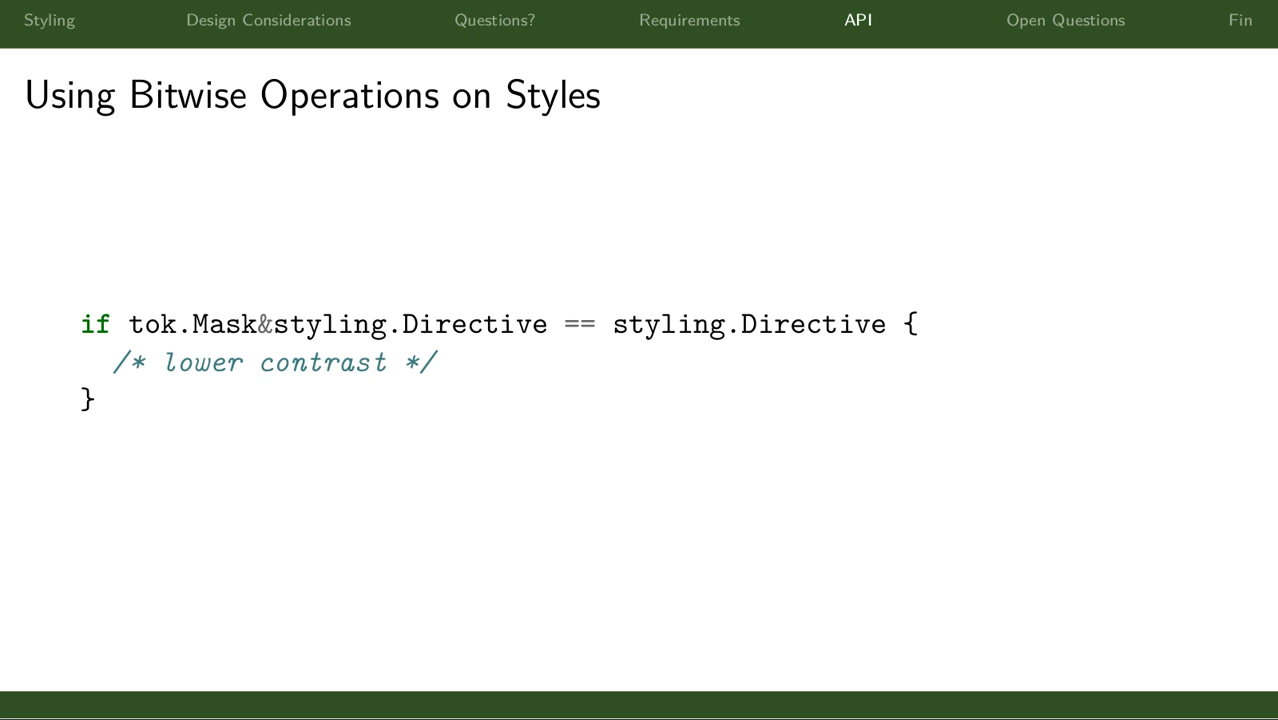 Styling Design Considerations Questions? Requirements API Open Questions Fin
Using Bitwise Operations on Styles
if tok.Mask&styling.Directive == styling.Directive {
  /* lower contrast */
}